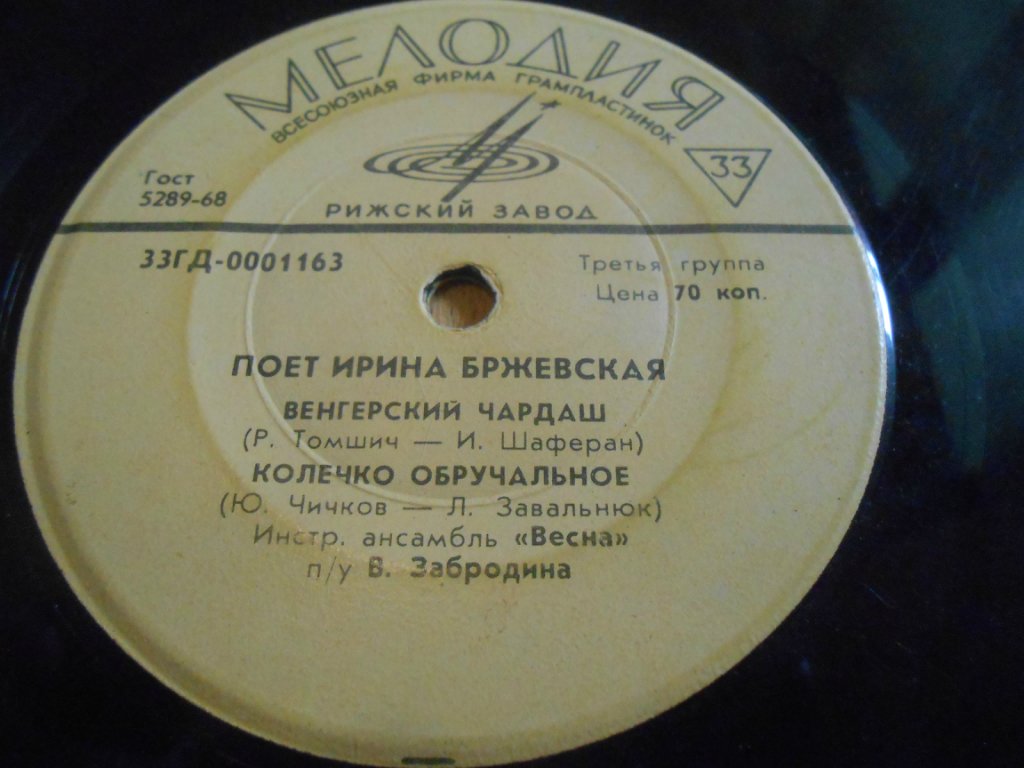 МЕЛОДИЯ
ВСЕСОЮЗНАЯ ФИРМА ГРАМПЛАСТИНОК
33
Гост
5289-68
РИЖСКИЙ ЗАВОД
33ГД-0001163
Третья группа
Цена 70 коп.
ПОЕТ ИРИНА БРЖЕВСКАЯ
ВЕНГЕРСКИЙ ЧАРДАШ
(Р. Томшич — И. Шаферан)
КОЛЕЧКО ОБРУЧАЛЬНОЕ
(Ю. Чичков — Л. Завальнюк)
Инстр. ансамбль «Весна»
п/у В. Забродина